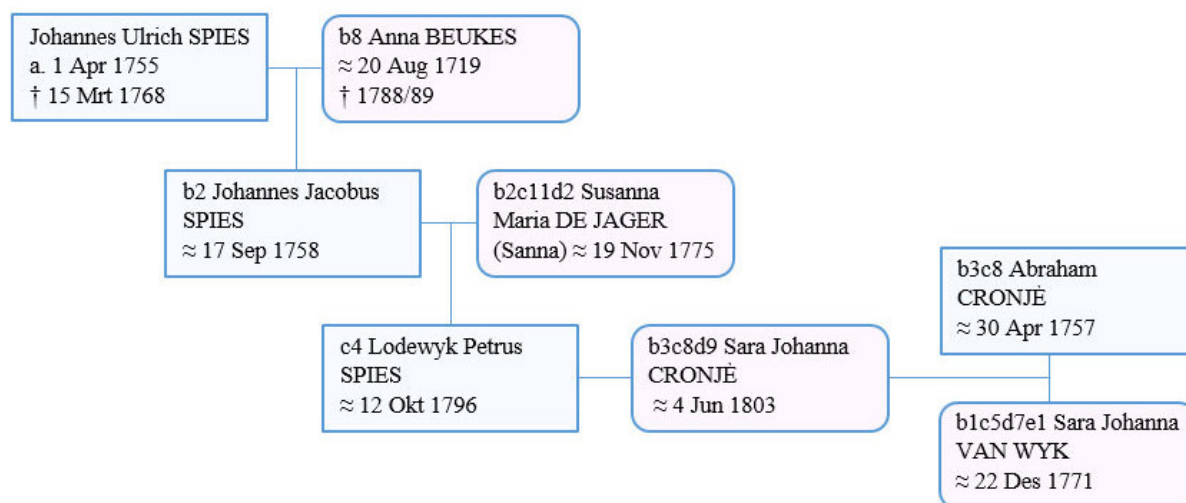 Johannes Ulrich SPIES
a. 1 Apr 1755
† 15 Mrt 1768
b8 Anna BEUKES
≈ 20 Aug 1719
† 1788/89
b2 Johannes Jacobus
SPIES
≈ 17 Sep 1758
b2c11d2 Susanna
Maria DE JAGER
(Sanna) ≈ 19 Nov 1775
b3c8 Abraham
CRONJÈ
≈ 30 Apr 1757
c4 Lodewyk Petrus
SPIES
≈ 12 Okt 1796
b3c8d9 Sara Johanna
CRONJÈ
≈ 4 Jun 1803
b1c5d7e1 Sara Johanna
VAN WYK
≈ 22 Des 1771